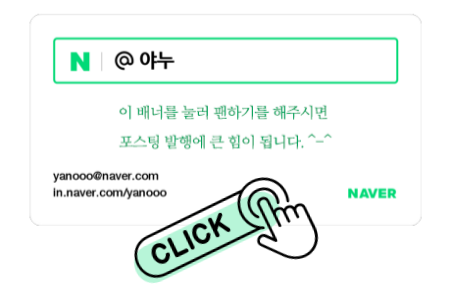 N @ 야누
이 배너를 눌러 팬하기를 해주시면
포스팅 발행에 큰 힘이 됩니다. ^-^
yanooo@naver.com
in.naver.com/yanooo
NAVER
CLICK